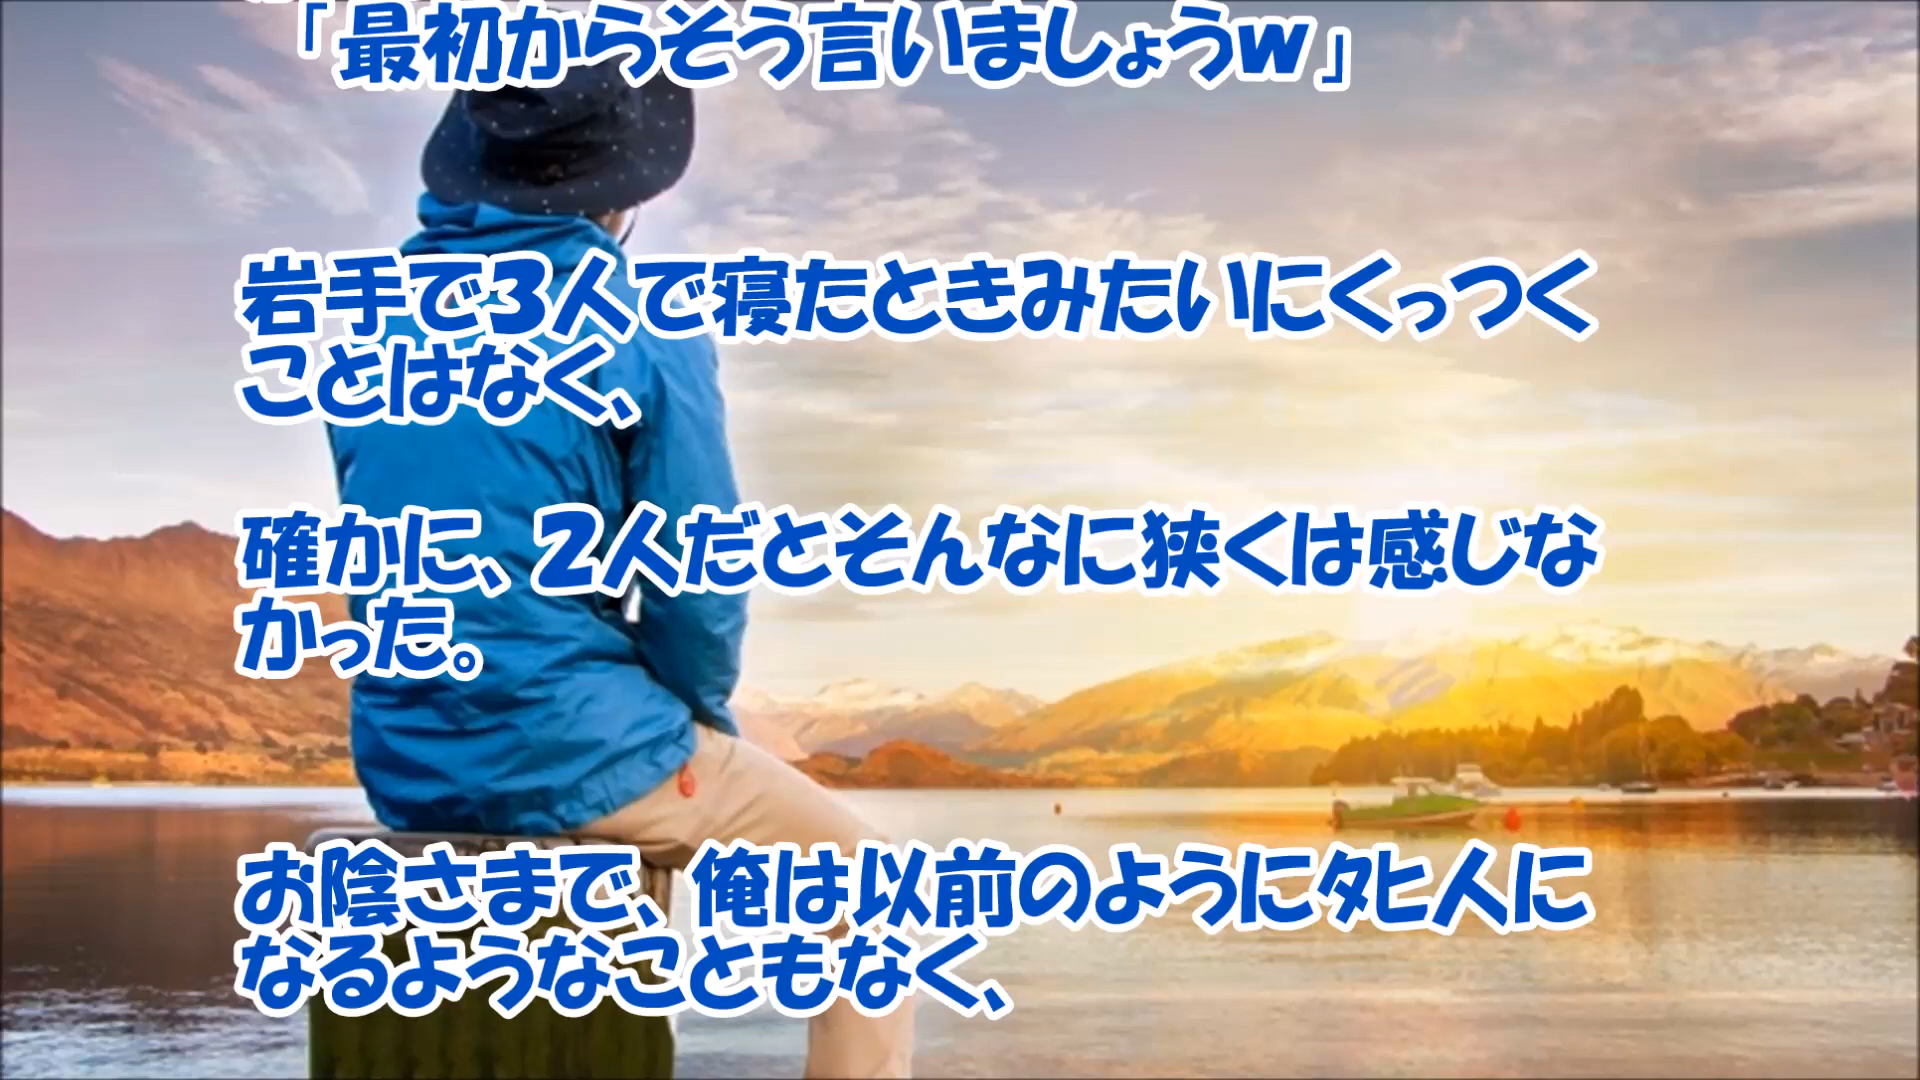 「最初からそう言いましょうw」
岩手で3人で寝たときみたいにくっつく
ことはなく、
確かに、2人だとそんなに狭くは感じな
かった。
お陰さまで、俺は以前のようにﾀﾋ人に
なるようなこともなく、